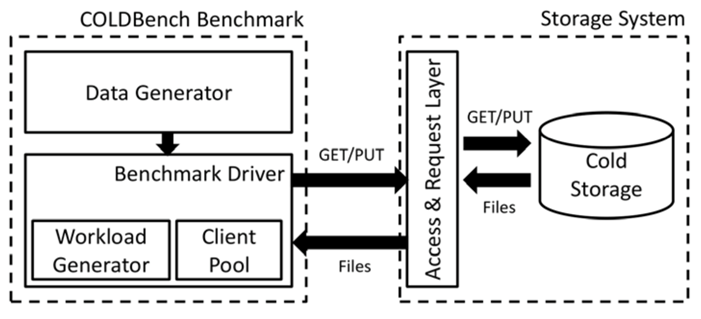 COLDBench Benchmark
Data Generator
Benchmark Driver
Workload
Generator
Client
Pool
GET/PUT
Files
Storage System
Access & Request Layer
GET/PUT
Files
Cold
Storage